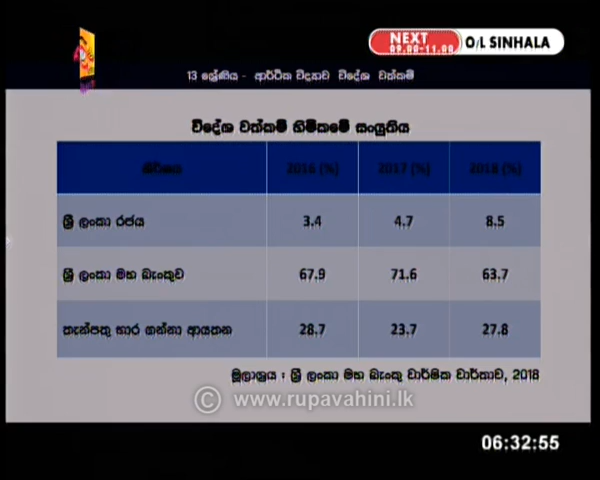 NEXT
09.00-11.00
O/L SINHALA
13 ශ්‍රේණිය - ආර්ථික විද්‍යාව විදේශ වත්කම්
විදේශ වත්කම් හිමිකමේ සංයුතිය
2016 (%) 2017 (%) 2018 (%)
ශ්‍රී ලංකා රජය 3.4 4.7 8.5
ශ්‍රී ලංකා මහ බැංකුව 67.9 71.6 63.7
තැන්පතු භාර ගන්නා ආයතන 28.7 23.7 27.8
මූලාශ්‍රය : ශ්‍රී ලංකා මහ බැංකු වාර්ෂික වාර්තාව, 2018
© www.rupavahini.lk
06:32:55